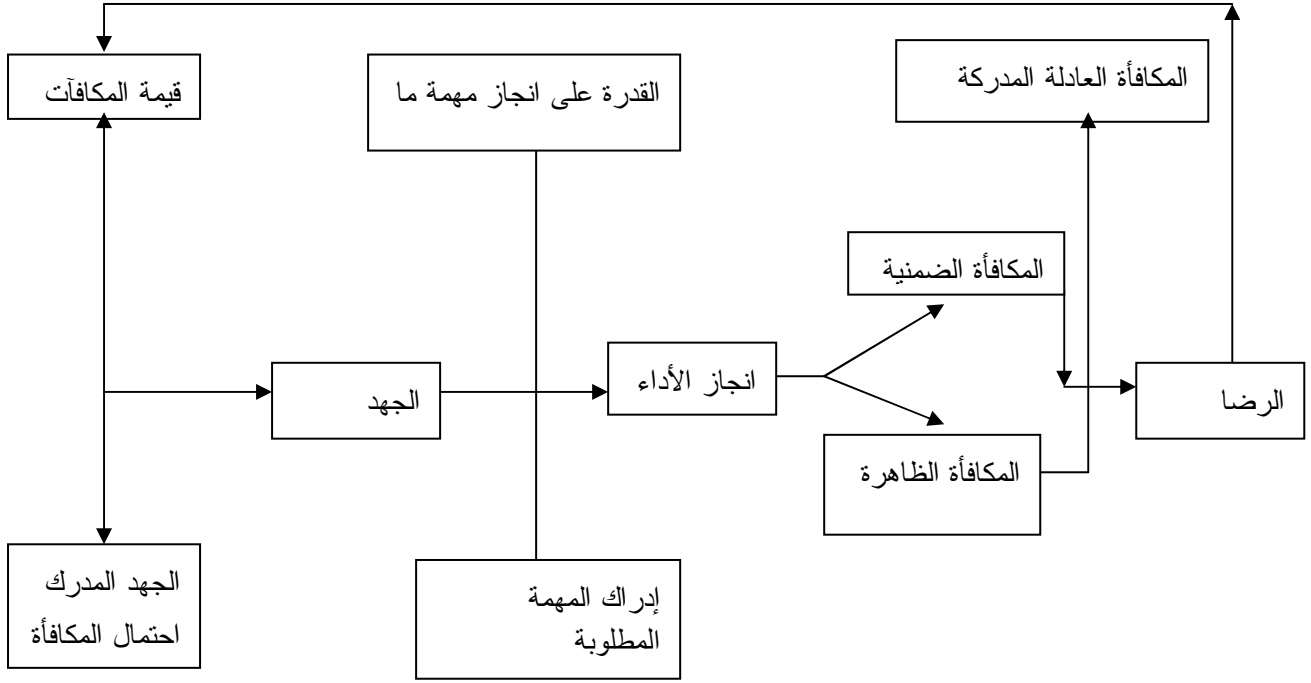 المكافأة العادلة المدركة
القدرة على انجاز مهمة ما
قيمة المكافآت
المكافأة الضمنية
انجاز الأداء
الجهد
الرضا
المكافأة الظاهرة
الجهد المدرك
احتمال المكافأة
إدراك المهمة
المطلوبة